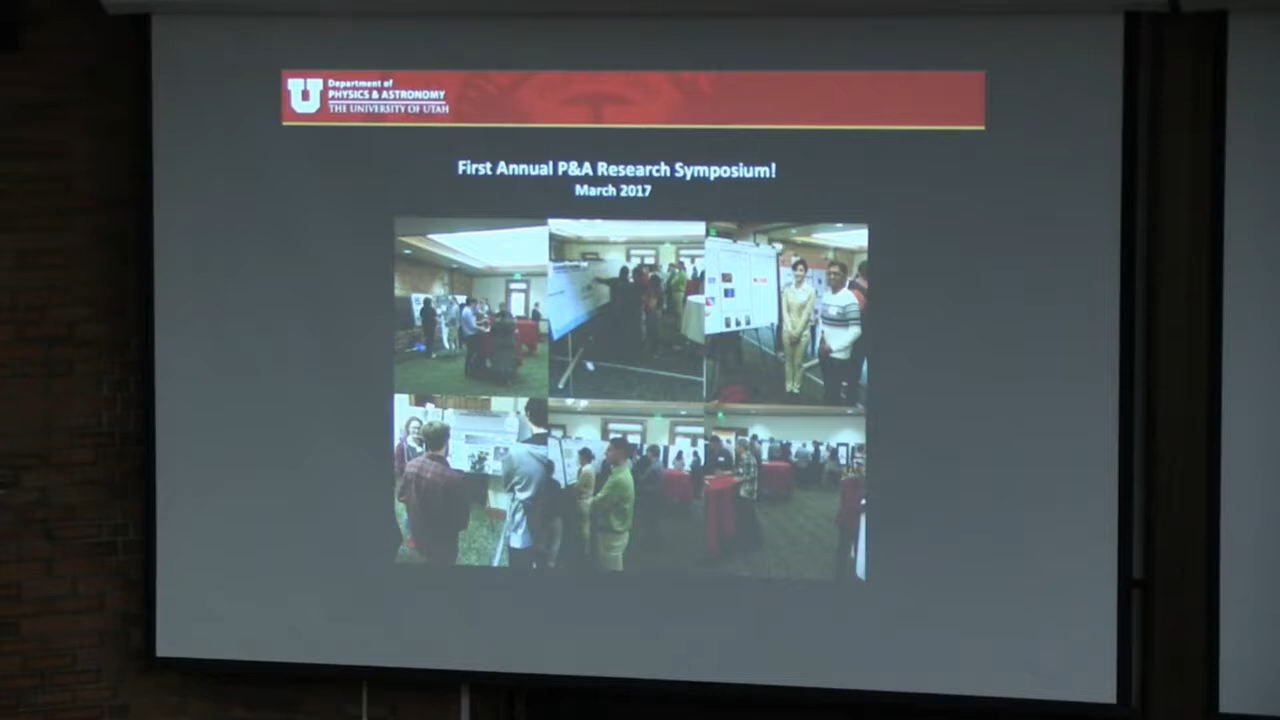 Department of
PHYSICS & ASTRONOMY
THE UNIVERSITY OF UTAH
First Annual P&A Research Symposium!
March 2017